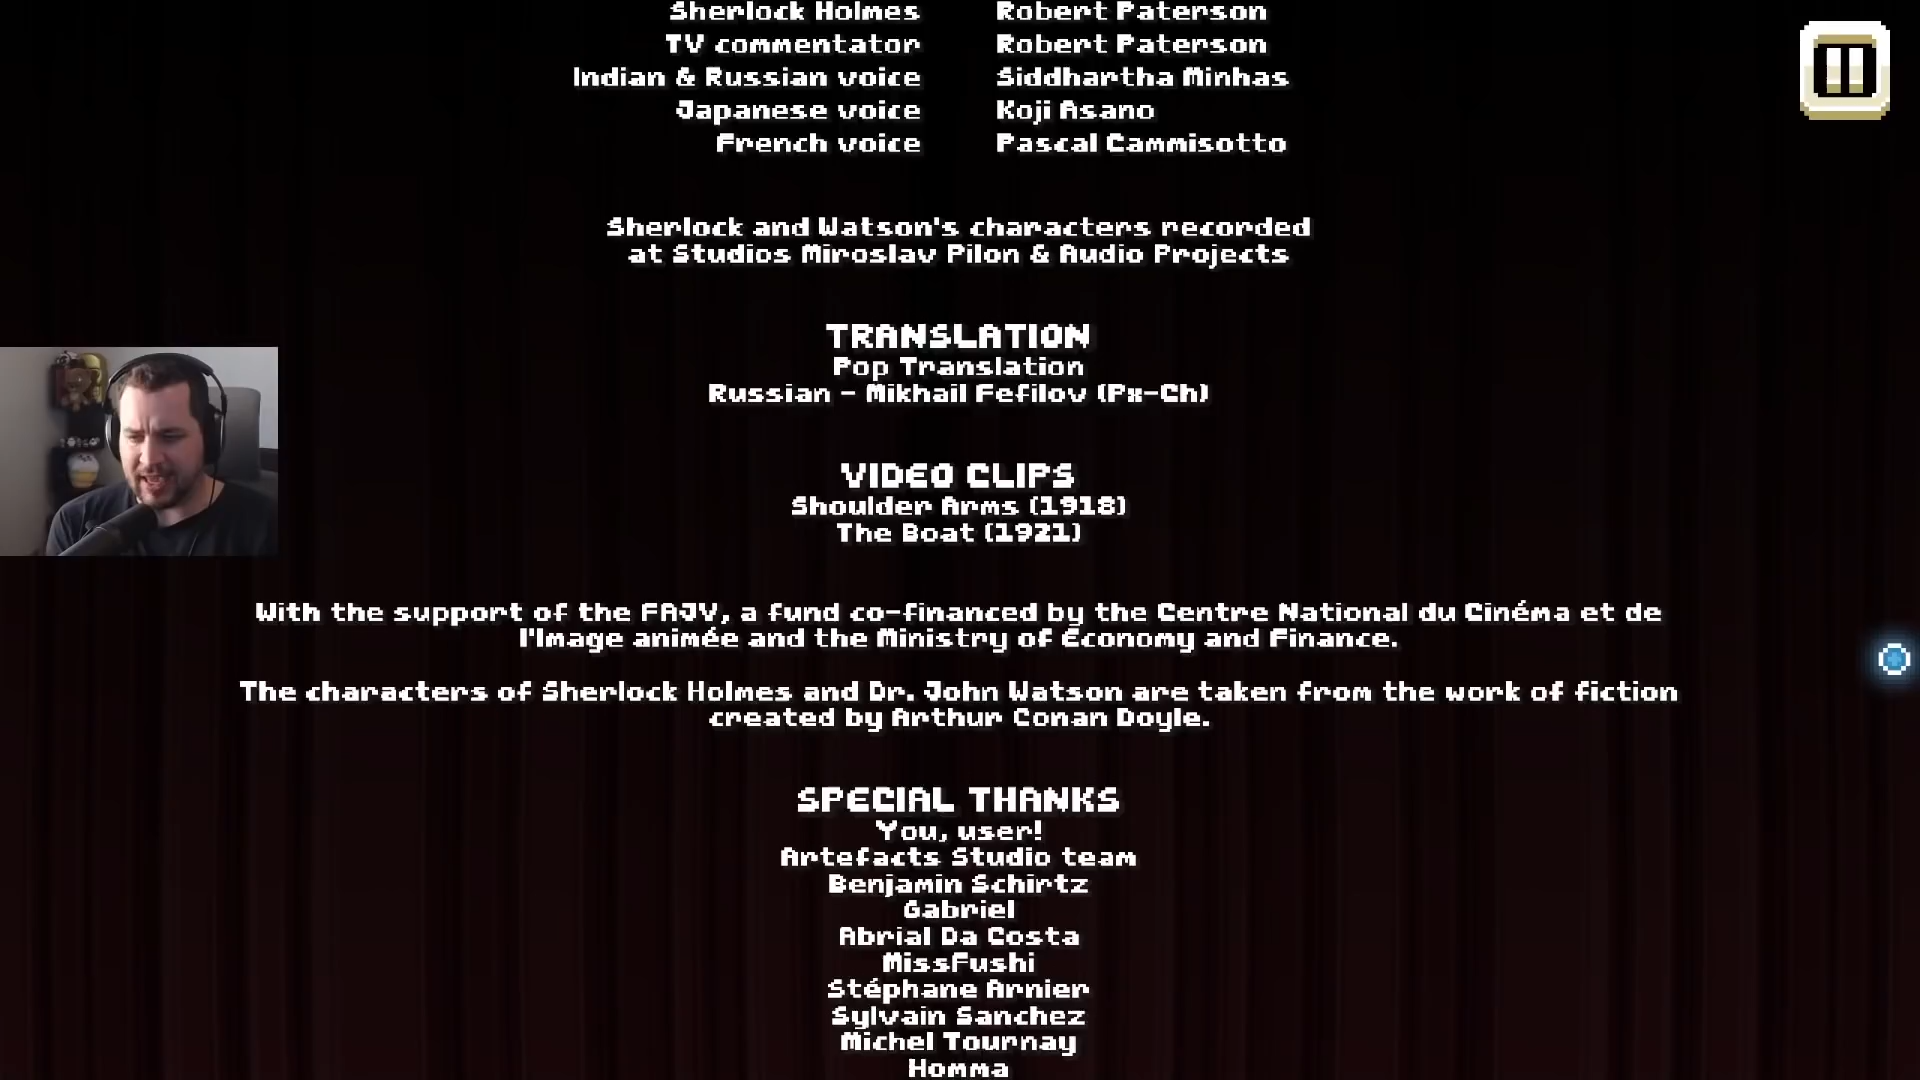 Sherlock Holmes Robert Paterson
TV commentator Robert Paterson
Indian & Russian voice Siddhartha Minhas
Japanese voice Koji Asano
French voice Pascal Cammisotto
Sherlock and Watson's characters recorded
at Studios Miroslav Pilon & Audio Projects
TRANSLATION
Pop Translation
Russian - Mikhail Fefilov (Px-Ch)
VIDEO CLIPS
Shoulder Arms (1918)
The Boat (1921)
With the support of the FAJV, a fund co-financed by the Centre National du Cinéma et de
l'Image animée and the Ministry of Economy and Finance.
The characters of Sherlock Holmes and Dr. John Watson are taken from the work of fiction
created by Arthur Conan Doyle.
SPECIAL THANKS
You, user!
Artefacts Studio team
Benjamin Schirtz
Gabriel
Abrial Da Costa
MissFushi
Stéphane Arnier
Sylvain Sanchez
Michel Tournay
Homma